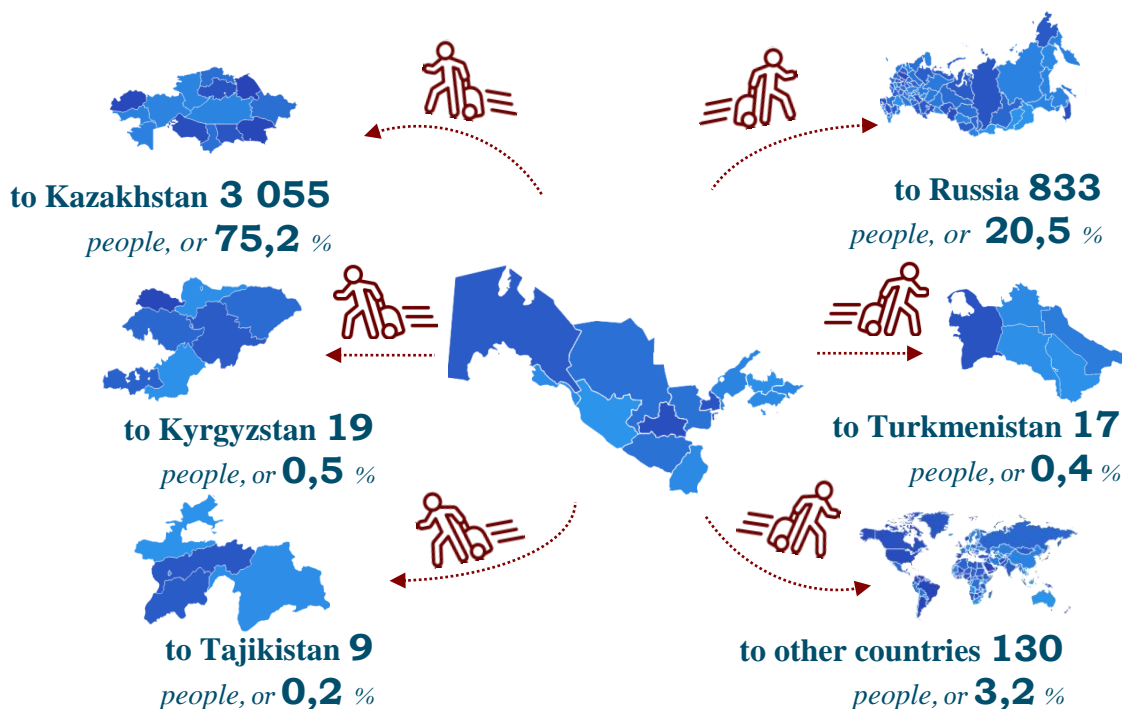 to Kazakhstan 3 055
people, or 75,2 %
to Russia 833
people, or 20,5 %
to Kyrgyzstan 19
people, or 0,5 %
to Turkmenistan 17
people, or 0,4 %
to Tajikistan 9
people, or 0,2 %
to other countries 130
people, or 3,2 %